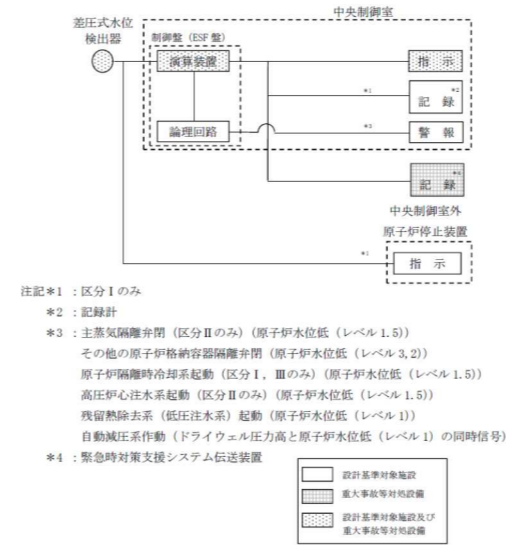 中央制御室
差圧式水位
検出器
制御盤（ESF 盤）
演算装置
指 示
*1
*2
記 録
論理回路
*3
警 報
*4
記 録
中央制御室外
原子炉停止装置
*1
指 示
注記*1 ：区分Ⅰのみ
*2 ：記録計
*3 ：主蒸気隔離弁閉（区分Ⅱのみ）（原子炉水位低（レベル 1.5））
その他の原子炉格納容器隔離弁閉（原子炉水位低（レベル 3,2））
原子炉隔離時冷却系起動（区分Ⅰ，Ⅲのみ）（原子炉水位低（レベル 1.5））
高圧炉心注水系起動（区分Ⅱのみ）（原子炉水位低（レベル 1.5））
残留熱除去系（低圧注水系）起動（原子炉水位低（レベル 1））
自動減圧系作動（ドライウェル圧力高と原子炉水位低（レベル 1）の同時信号）
*4 ：緊急時対策支援システム伝送装置
設計基準対象施設
重大事故等対処設備
設計基準対象施設及び
重大事故等対処設備